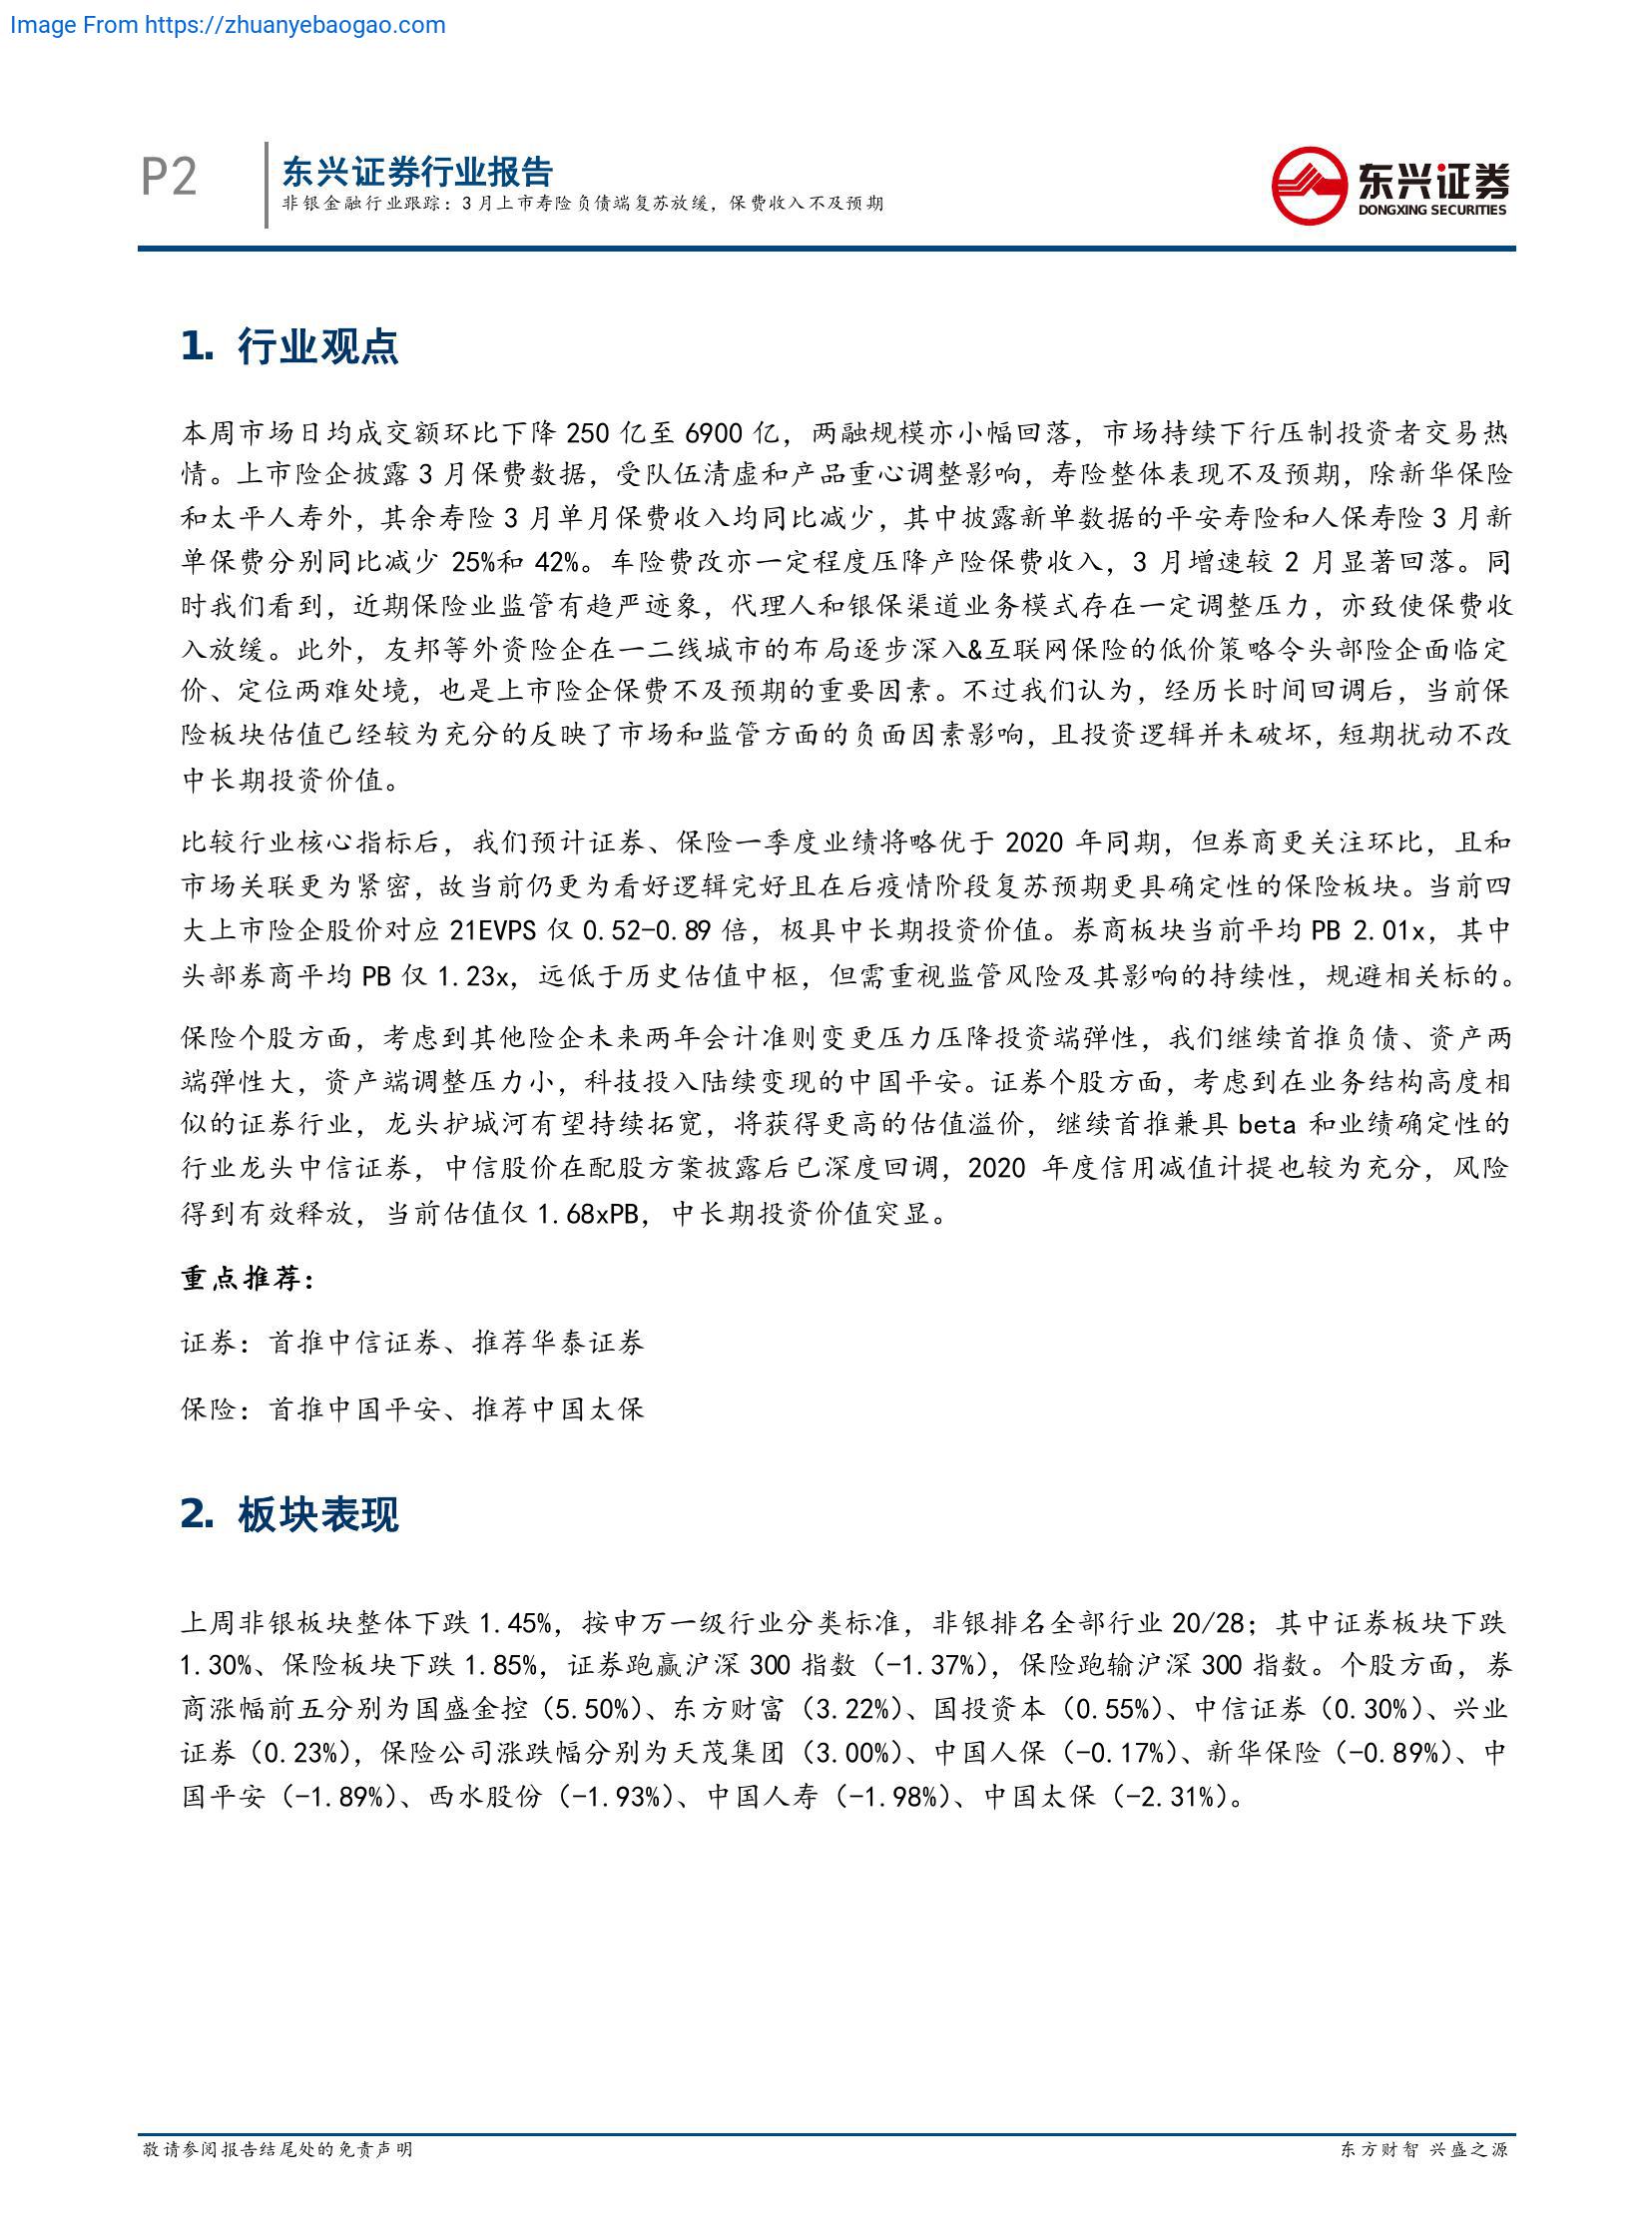 Image From https://zhuanyebaogao.com
P2
东兴证券行业报告
非银金融行业跟踪：3 月上市寿险负债端复苏放缓，保费收入不及预期
东兴证券
DONGXING SECURITIES
1. 行业观点
本周市场日均成交额环比下降 250 亿至 6900 亿，两融规模亦小幅回落，市场持续下行压制投资者交易热
情。上市险企披露 3 月保费数据，受队伍清虚和产品重心调整影响，寿险整体表现不及预期，除新华保险
和太平人寿外，其余寿险 3 月单月保费收入均同比减少，其中披露新单数据的平安寿险和人保寿险 3 月新
单保费分别同比减少 25%和 42%。车险费改亦一定程度压降产险保费收入，3 月增速较 2 月显著回落。同
时我们看到，近期保险业监管有趋严迹象，代理人和银保渠道业务模式存在一定调整压力，亦致使保费收
入放缓。此外，友邦等外资险企在一二线城市的布局逐步深入&互联网保险的低价策略令头部险企面临定
价、定位两难处境，也是上市险企保费不及预期的重要因素。不过我们认为，经历长时间回调后，当前保
险板块估值已经较为充分的反映了市场和监管方面的负面因素影响，且投资逻辑并未破坏，短期扰动不改
中长期投资价值。
比较行业核心指标后，我们预计证券、保险一季度业绩将略优于 2020 年同期，但券商更关注环比，且和
市场关联更为紧密，故当前仍更为看好逻辑完好且在后疫情阶段复苏预期更具确定性的保险板块。当前四
大上市险企股价对应 21EVPS 仅 0.52-0.89 倍，极具中长期投资价值。券商板块当前平均 PB 2.01x，其中
头部券商平均 PB 仅 1.23x，远低于历史估值中枢，但需重视监管风险及其影响的持续性，规避相关标的。
保险个股方面，考虑到其他险企未来两年会计准则变更压力压降投资端弹性，我们继续首推负债、资产两
端弹性大，资产端调整压力小，科技投入陆续变现的中国平安。证券个股方面，考虑到在业务结构高度相
似的证券行业，龙头护城河有望持续拓宽，将获得更高的估值溢价，继续首推兼具 beta 和业绩确定性的
行业龙头中信证券，中信股价在配股方案披露后已深度回调，2020 年度信用减值计提也较为充分，风险
得到有效释放，当前估值仅 1.68xPB，中长期投资价值突显。
重点推荐：
证券：首推中信证券、推荐华泰证券
保险：首推中国平安、推荐中国太保
2. 板块表现
上周非银板块整体下跌 1.45%，按申万一级行业分类标准，非银排名全部行业 20/28；其中证券板块下跌
1.30%、保险板块下跌 1.85%，证券跑赢沪深 300 指数（-1.37%），保险跑输沪深 300 指数。个股方面，券
商涨幅前五分别为国盛金控（5.50%）、东方财富（3.22%）、国投资本（0.55%）、中信证券（0.30%）、兴业
证券（0.23%），保险公司涨跌幅分别为天茂集团（3.00%）、中国人保（-0.17%）、新华保险（-0.89%）、中
国平安（-1.89%）、西水股份（-1.93%）、中国人寿（-1.98%）、中国太保（-2.31%）。
敬请参阅报告结尾处的免责声明
东方财智 兴盛之源